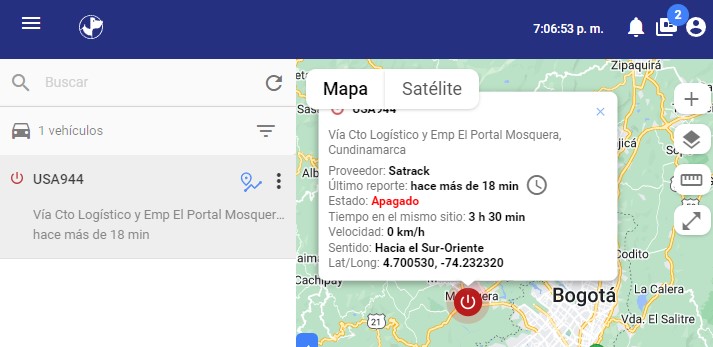 7:06:53 p. m.
2
Buscar
1 vehículos
USA944
Vía Cto Logístico y Emp El Portal Mosquer...
hace más de 18 min
Mapa
Satélite
USA944
Vía Cto Logístico y Emp El Portal Mosquera,
Cundinamarca
Proveedor: Satrack
Último reporte: hace más de 18 min
Estado: Apagado
Tiempo en el mismo sitio: 3 h 30 min
Velocidad: 0 km/h
Sentido: Hacia el Sur-Oriente
Lat/Long: 4.700530, -74.232320
Zipaquirá
Codito
Cachipay
Bogotá
La Calera
21
Vda. El Salitre